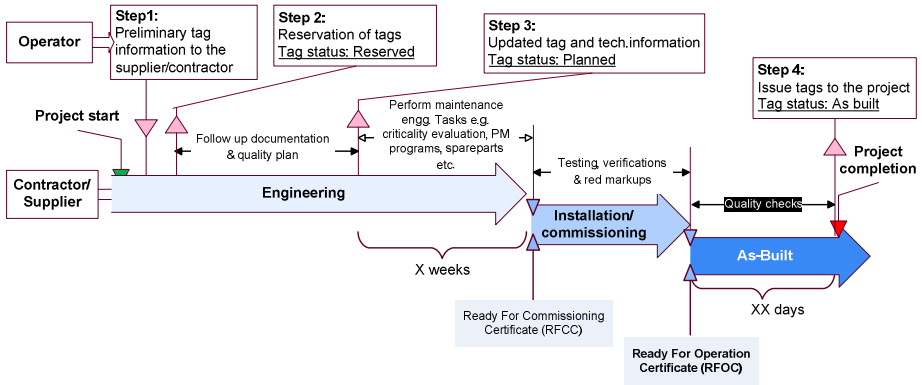 Operator
Step1:
Preliminary tag
information to the
supplier/contractor
Step 2:
Reservation of tags
Tag status: Reserved
Step 3:
Updated tag and tech.information
Tag status: Planned
Step 4:
Issue tags to the project
Tag status: As built
Project start
Follow up documentation
& quality plan
Perform maintenance
engg. Tasks e.g.
criticality evaluation, PM
programs, spareparts
etc.
Testing, verifications
& red markups
Quality checks
Project
completion
Contractor/
Supplier
Engineering
Installation/
commissioning
As-Built
X weeks
XX days
Ready For Commissioning
Certificate (RFCC)
Ready For Operation
Certificate (RFOC)